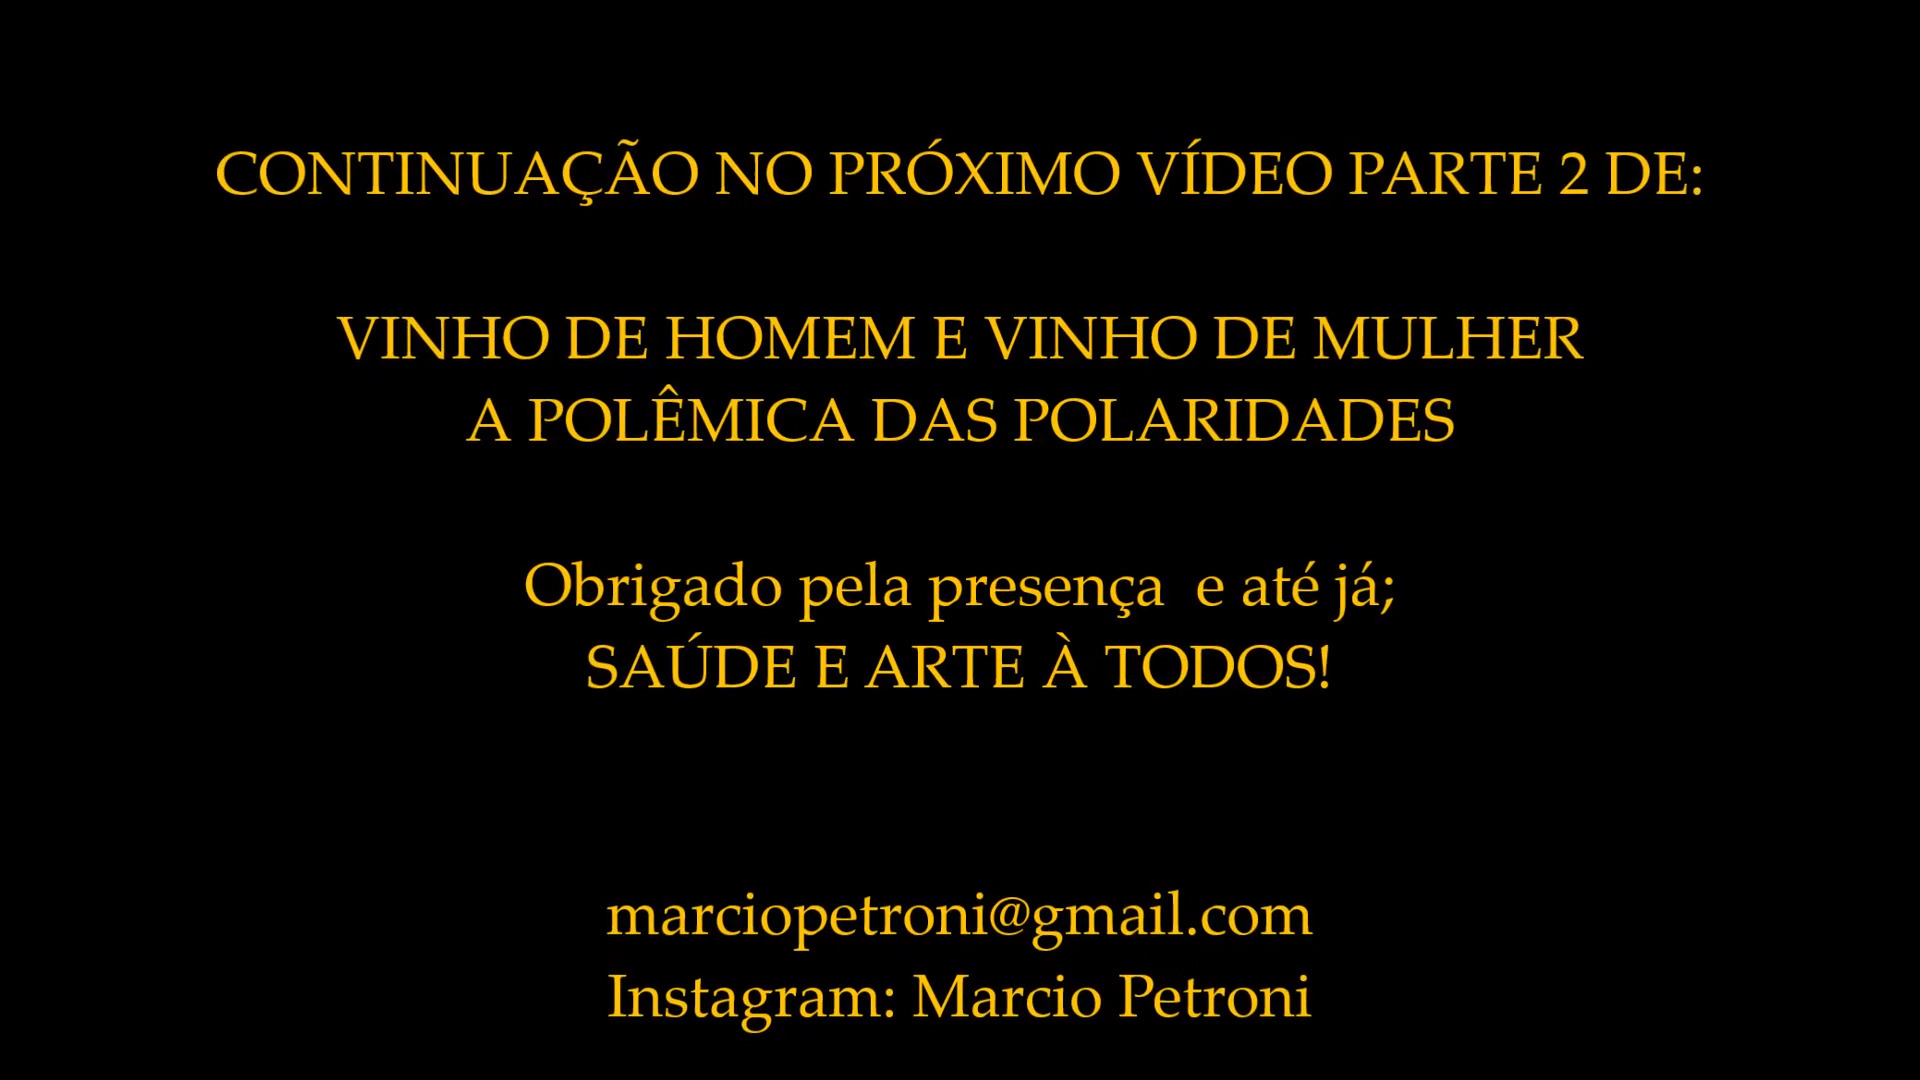 CONTINUAÇÃO NO PRÓXIMO VÍDEO PARTE 2 DE:
VINHO DE HOMEM E VINHO DE MULHER
A POLÊMICA DAS POLARIDADES
Obrigado pela presença  e até já;
SAÚDE E ARTE À TODOS!
marciopetroni@gmail.com
Instagram: Marcio Petroni